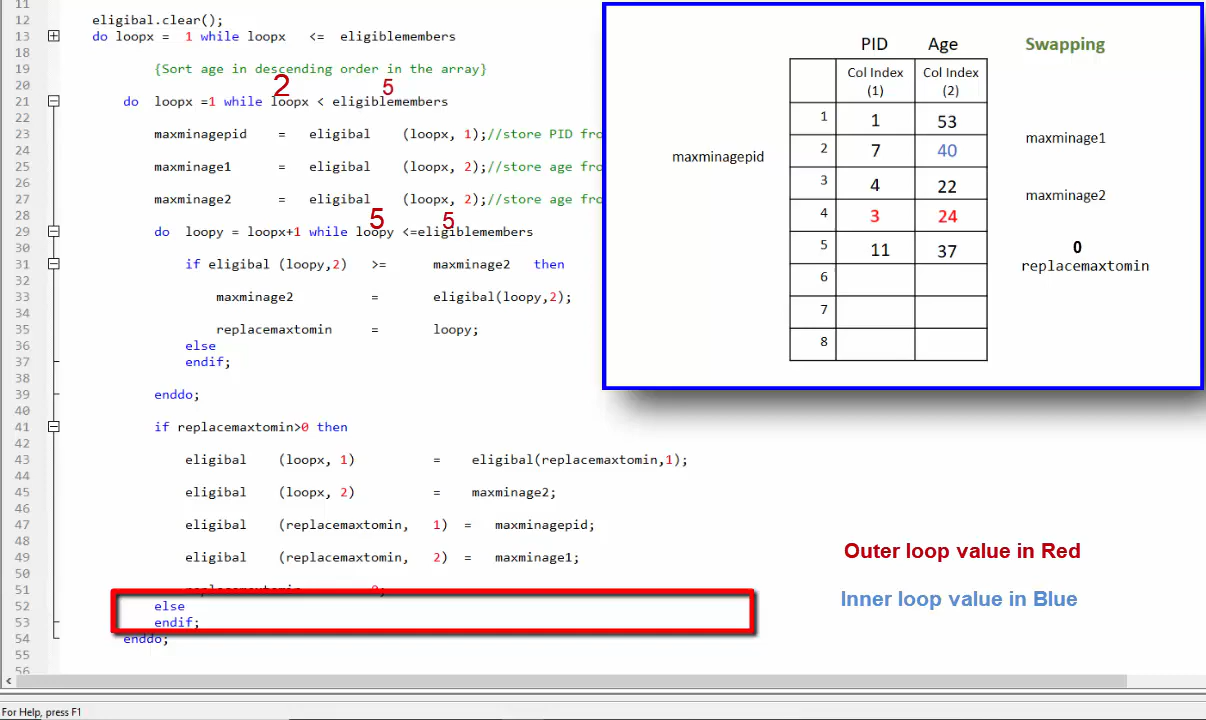 11
12 eligibal.clear();
13 do loopx = 1 while loopx <= eligiblemembers
18
19 {Sort age in descending order in the array}
20 2 5
21 do loopx =1 while loopx < eligiblemembers
22
23 maxminagepid = eligibal (loopx, 1);//store PID fro
24
25 maxminage1 = eligibal (loopx, 2);//store age fro
26
27 maxminage2 = eligibal (loopx, 2);//store age fro
28 5 5
29 do loopy = loopx+1 while loopy <=eligiblemembers
30
31 if eligibal (loopy,2) >= maxminage2 then
32
33 maxminage2 = eligibal(loopy,2);
34
35 replacemaxtomin = loopy;
36 else
37 endif;
38
39 enddo;
40
41 if replacemaxtomin>0 then
42
43 eligibal (loopx, 1) = eligibal(replacemaxtomin,1);
44
45 eligibal (loopx, 2) = maxminage2;
46
47 eligibal (replacemaxtomin, 1) = maxminagepid;
48
49 eligibal (replacemaxtomin, 2) = maxminage1;
50
51 replacemaxtomin 0;
52 else
53 endif;
54 enddo;
55
56
PID Age Swapping
Col Index Col Index
(1) (2)
1 1 53
2 7 40
3 4 22
4 3 24
5 11 37
6
7
8
maxminagepid
maxminage1
maxminage2
0
replacemaxtomin
Outer loop value in Red
Inner loop value in Blue
For Help, press F1